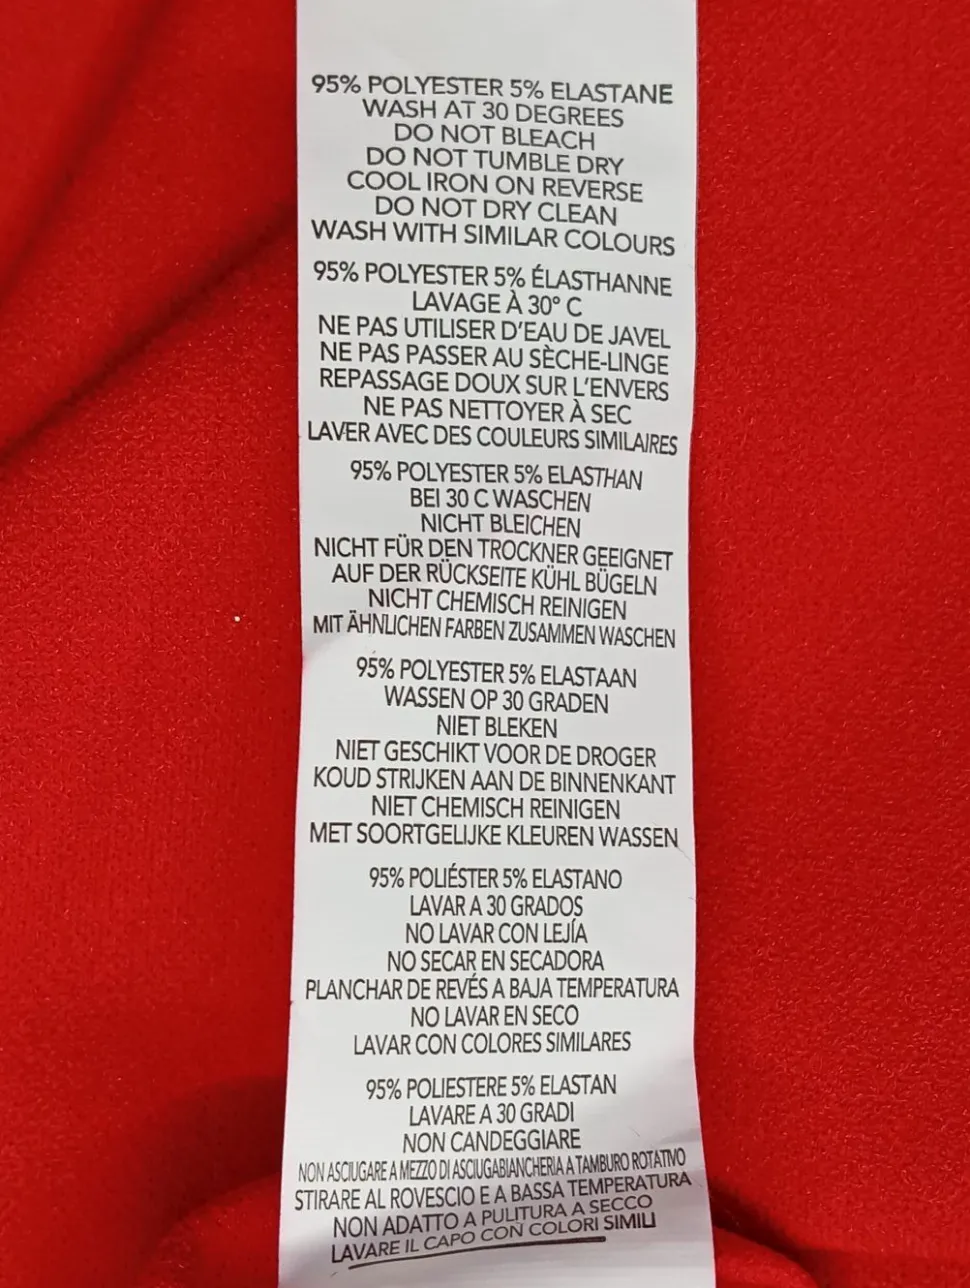 95% POLYESTER 5% ELASTANE
WASH AT 30 DEGREES
DO NOT BLEACH
DO NOT TUMBLE DRY
COOL IRON ON REVERSE
DO NOT DRY CLEAN
WASH WITH SIMILAR COLOURS
95% POLYESTER 5% ÉLASTHANNE
LAVAGE À 30° C
NE PAS UTILISER D'EAU DE JAVEL
NE PAS PASSER AU SÈCHE-LINGE
REPASSAGE DOUX SUR L'ENVERS
NE PAS NETTOYER À SEC
LAVER AVEC DES COULEURS SIMILAIRES
95% POLYESTER 5% ELASTHAN
BEI 30 C WASCHEN
NICHT BLEICHEN
NICHT FÜR DEN TROCKNER GEEIGNET
AUF DER RÜCKSEITE KÜHL BÜGELN
NICHT CHEMISCH REINIGEN
MIT ÄHNLICHEN FARBEN ZUSAMMEN WASCHEN
95% POLYESTER 5% ELASTAAN
WASSEN OP 30 GRADEN
NIET BLEKEN
NIET GESCHIKT VOOR DE DROGER
KOUD STRIJKEN AAN DE BINNENKANT
NIET CHEMISCH REINIGEN
MET SOORTGELIJKE KLEUREN WASSEN
95% POLIÉSTER 5% ELASTANO
LAVAR A 30 GRADOS
NO LAVAR CON LEJÍA
NO SECAR EN SECADORA
PLANCHAR DE REVÉS A BAJA TEMPERATURA
NO LAVAR EN SECO
LAVAR CON COLORES SIMILARES
95% POLIESTERE 5% ELASTAN
LAVARE A 30 GRADI
NON CANDEGGIARE
NON ASCIUGARE A MEZZO DI ASCIUGABIANCHERIA A TAMBURO ROTATIVO
STIRARE AL ROVESCIO E A BASSA TEMPERATURA
NON ADATTO A PULITURA A SECCO
LAVARE IL CAPO CON COLORI SIMILI